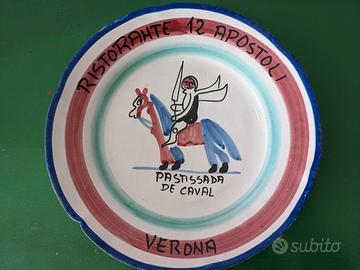 RISTORANTE 12 APOSTOLI
PASTISSADA
DE CAVAL
VERONA
subito